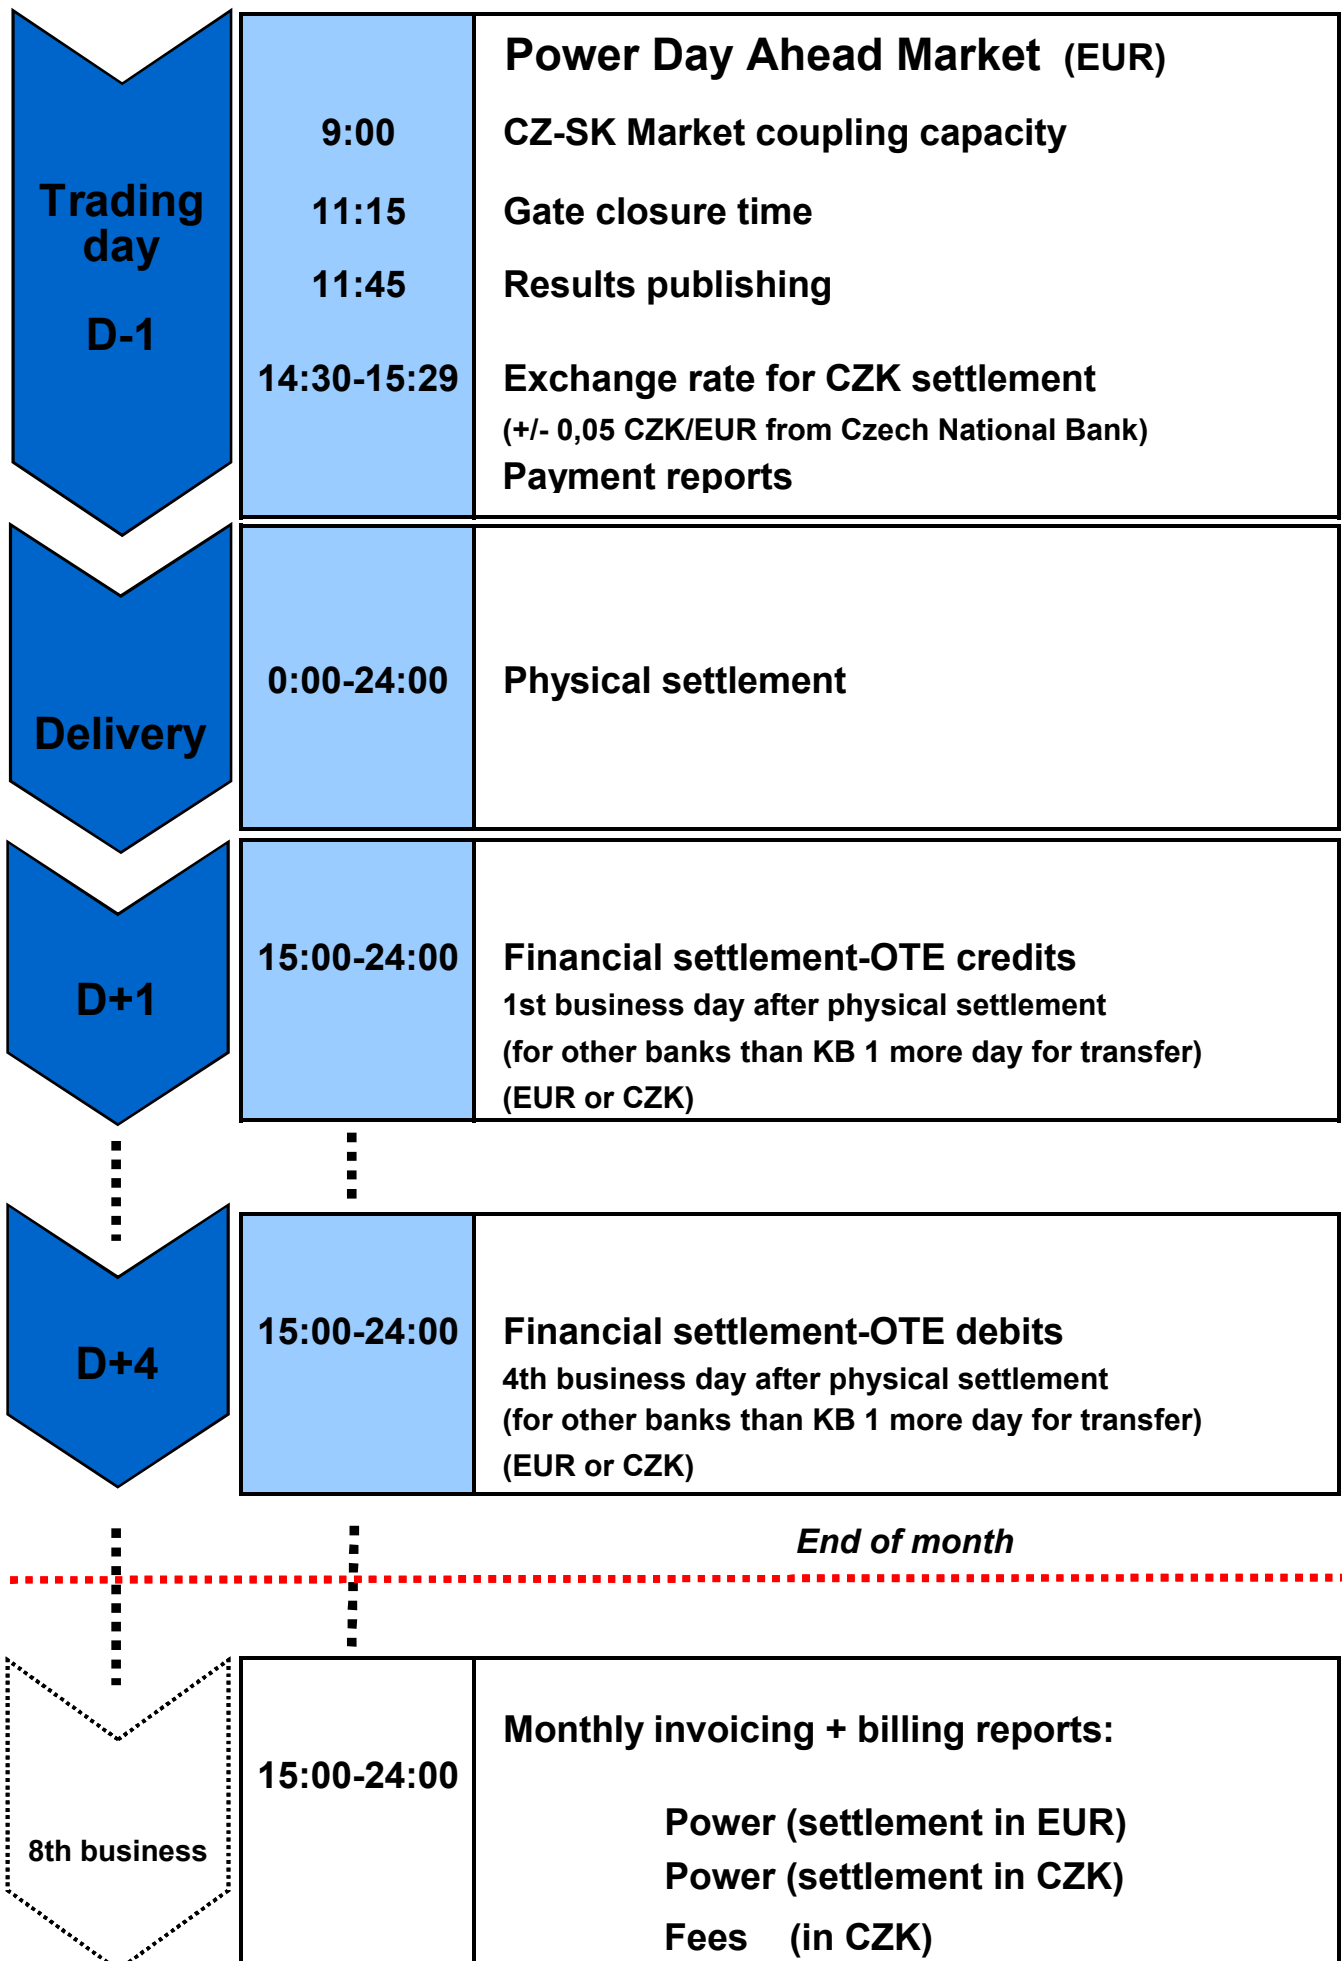 Power Day Ahead Market (EUR)
9:00 CZ-SK Market coupling capacity
Trading
day
D-1
11:15 Gate closure time
11:45 Results publishing
14:30-15:29 Exchange rate for CZK settlement
(+/- 0,05 CZK/EUR from Czech National Bank)
Payment reports
Delivery
0:00-24:00 Physical settlement
D+1
15:00-24:00 Financial settlement-OTE credits
1st business day after physical settlement
(for other banks than KB 1 more day for transfer)
(EUR or CZK)
D+4
15:00-24:00 Financial settlement-OTE debits
4th business day after physical settlement
(for other banks than KB 1 more day for transfer)
(EUR or CZK)
End of month
8th business
15:00-24:00
Monthly invoicing + billing reports:
Power (settlement in EUR)
Power (settlement in CZK)
Fees (in CZK)